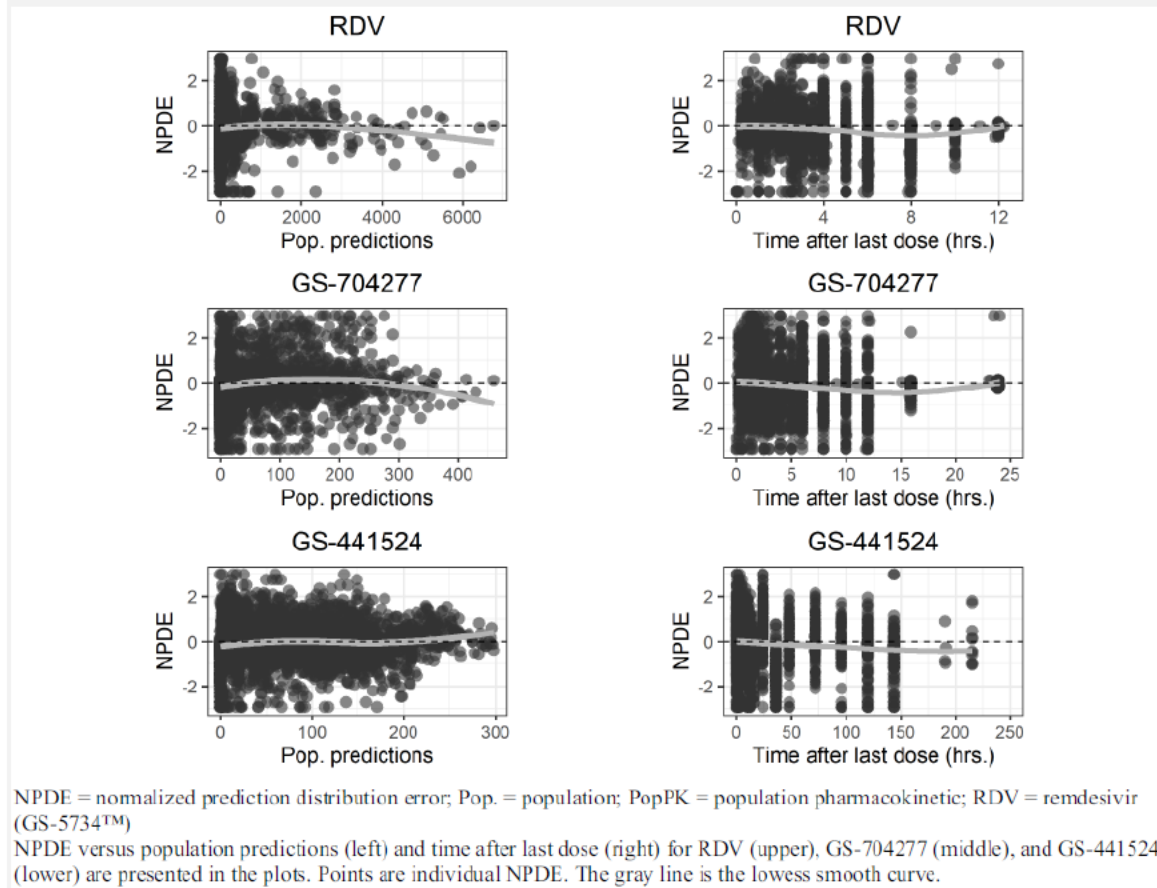 RDV
RDV
NPDE
2
0
-2
0
2000
4000
6000
Pop. predictions
NPDE
2
0
-2
0
4
8
12
Time after last dose (hrs.)
GS-704277
GS-704277
NPDE
2
0
-2
0
100
200
300
400
Pop. predictions
NPDE
2
0
-2
0
5
10
15
20
25
Time after last dose (hrs.)
GS-441524
GS-441524
NPDE
2
0
-2
0
100
200
300
Pop. predictions
NPDE
2
0
-2
0
50
100
150
200
250
Time after last dose (hrs.)
NPDE = normalized prediction distribution error; Pop. = population; PopPK = population pharmacokinetic; RDV = remdesivir
(GS-5734™)
NPDE versus population predictions (left) and time after last dose (right) for RDV (upper), GS-704277 (middle), and GS-441524
(lower) are presented in the plots. Points are individual NPDE. The gray line is the lowess smooth curve.